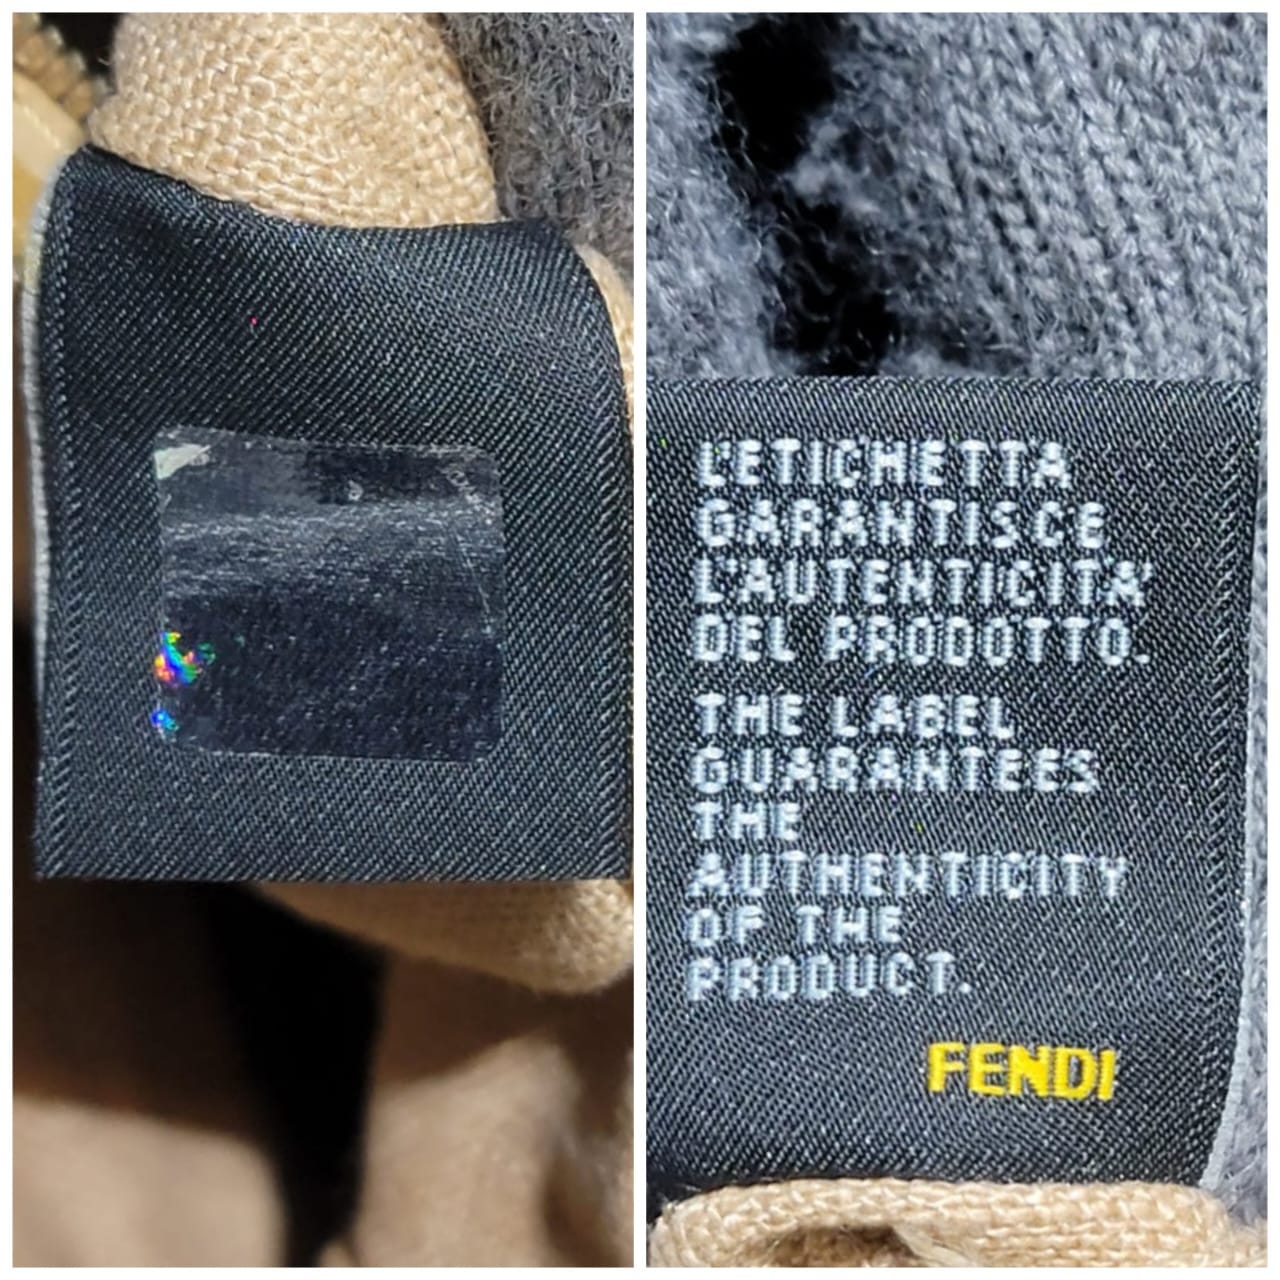 L'ETICHETTA
GARANTISCE
L'AUTENTICITA'
DEL PRODOTTO.
THE LABEL
GUARANTEES
THE
AUTHENTICITY
OF THE
PRODUCT.
FENDI